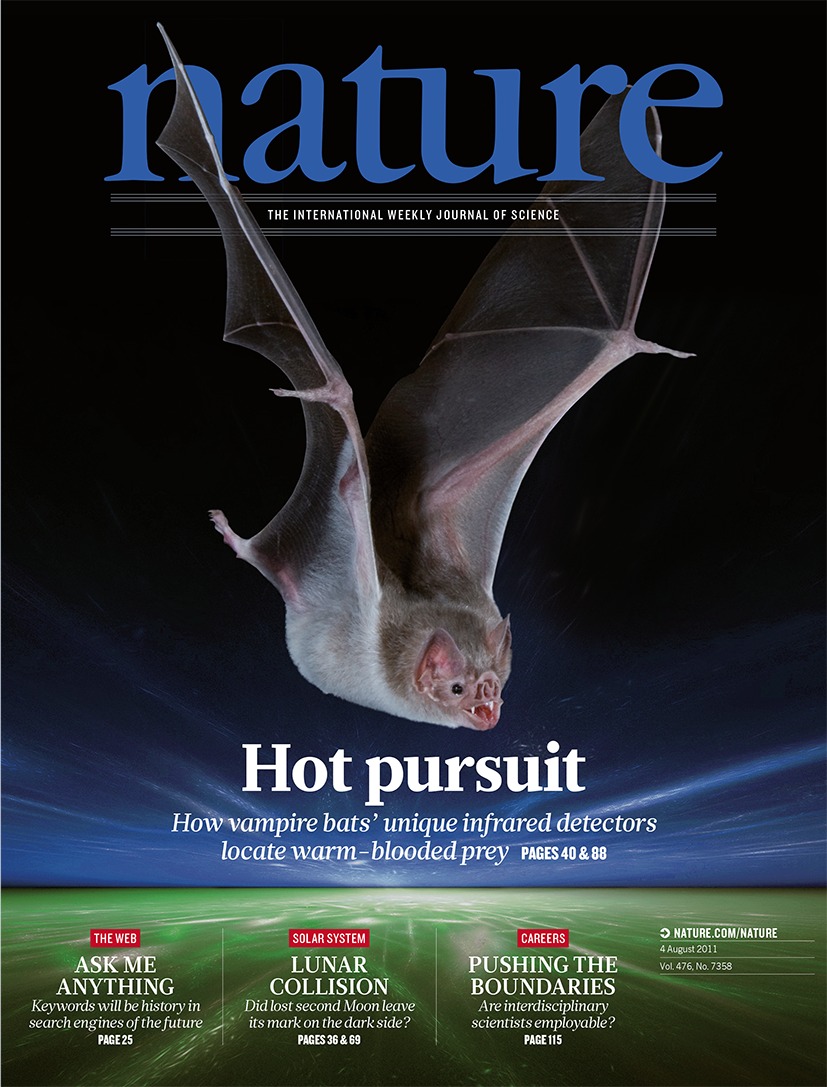 nature
THE INTERNATIONAL WEEKLY JOURNAL OF SCIENCE
Hot pursuit
How vampire bats’ unique infrared detectors
locate warm–blooded prey PAGES 40 & 88
THE WEB
ASK ME
ANYTHING
Keywords will be history in
search engines of the future
PAGE 25
SOLAR SYSTEM
LUNAR
COLLISION
Did lost second Moon leave
its mark on the dark side?
PAGES 36 & 69
CAREERS
PUSHING THE
BOUNDARIES
Are interdisciplinary
scientists employable?
PAGE 115
NATURE.COM/NATURE
4 August 2011
Vol. 476, No. 7358